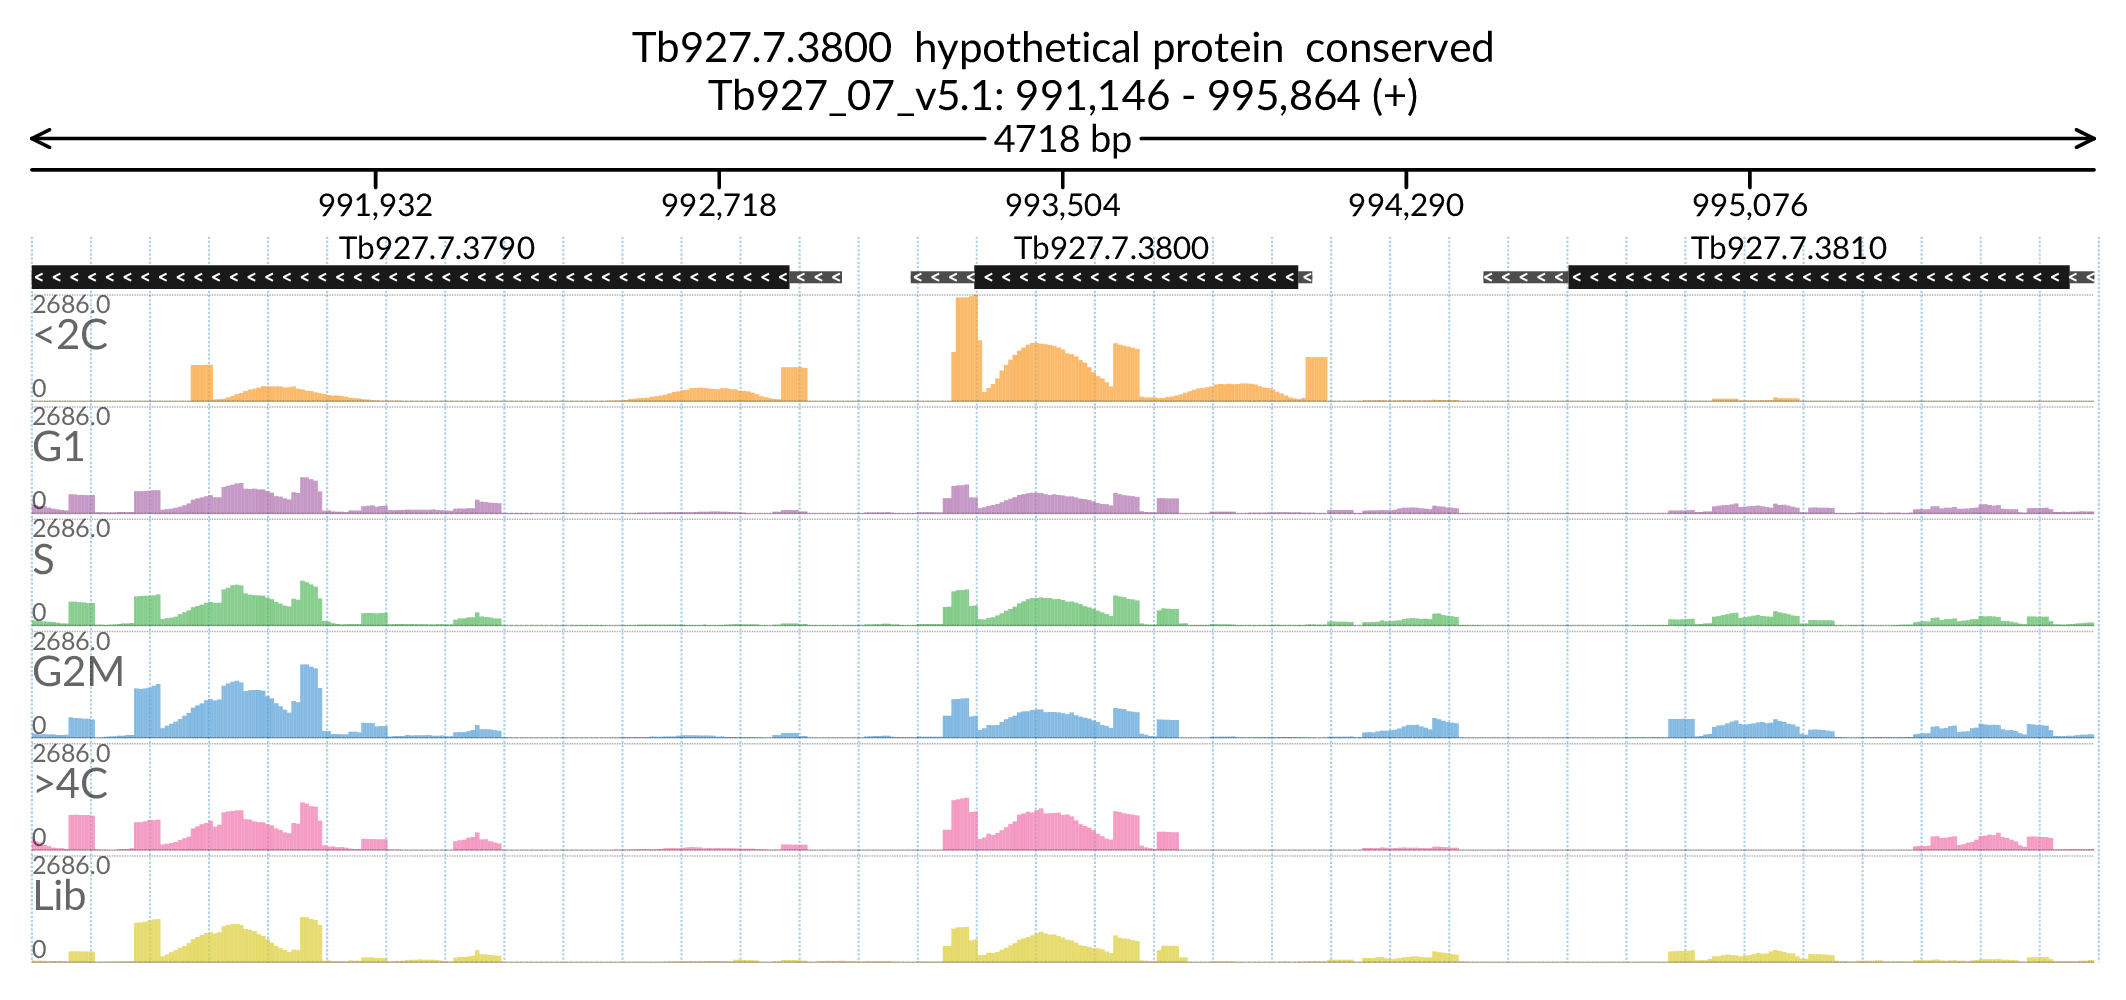 Tb927.7.3800 hypothetical protein conserved
Tb927_07_v5.1: 991,146 - 995,864 (+)
4718 bp
991,932 992,718 993,504 994,290 995,076
Tb927.7.3790 Tb927.7.3800 Tb927.7.3810
2686.0
<2C
0
2686.0
G1
0
2686.0
S
0
2686.0
G2M
0
2686.0
>4C
0
2686.0
Lib
0